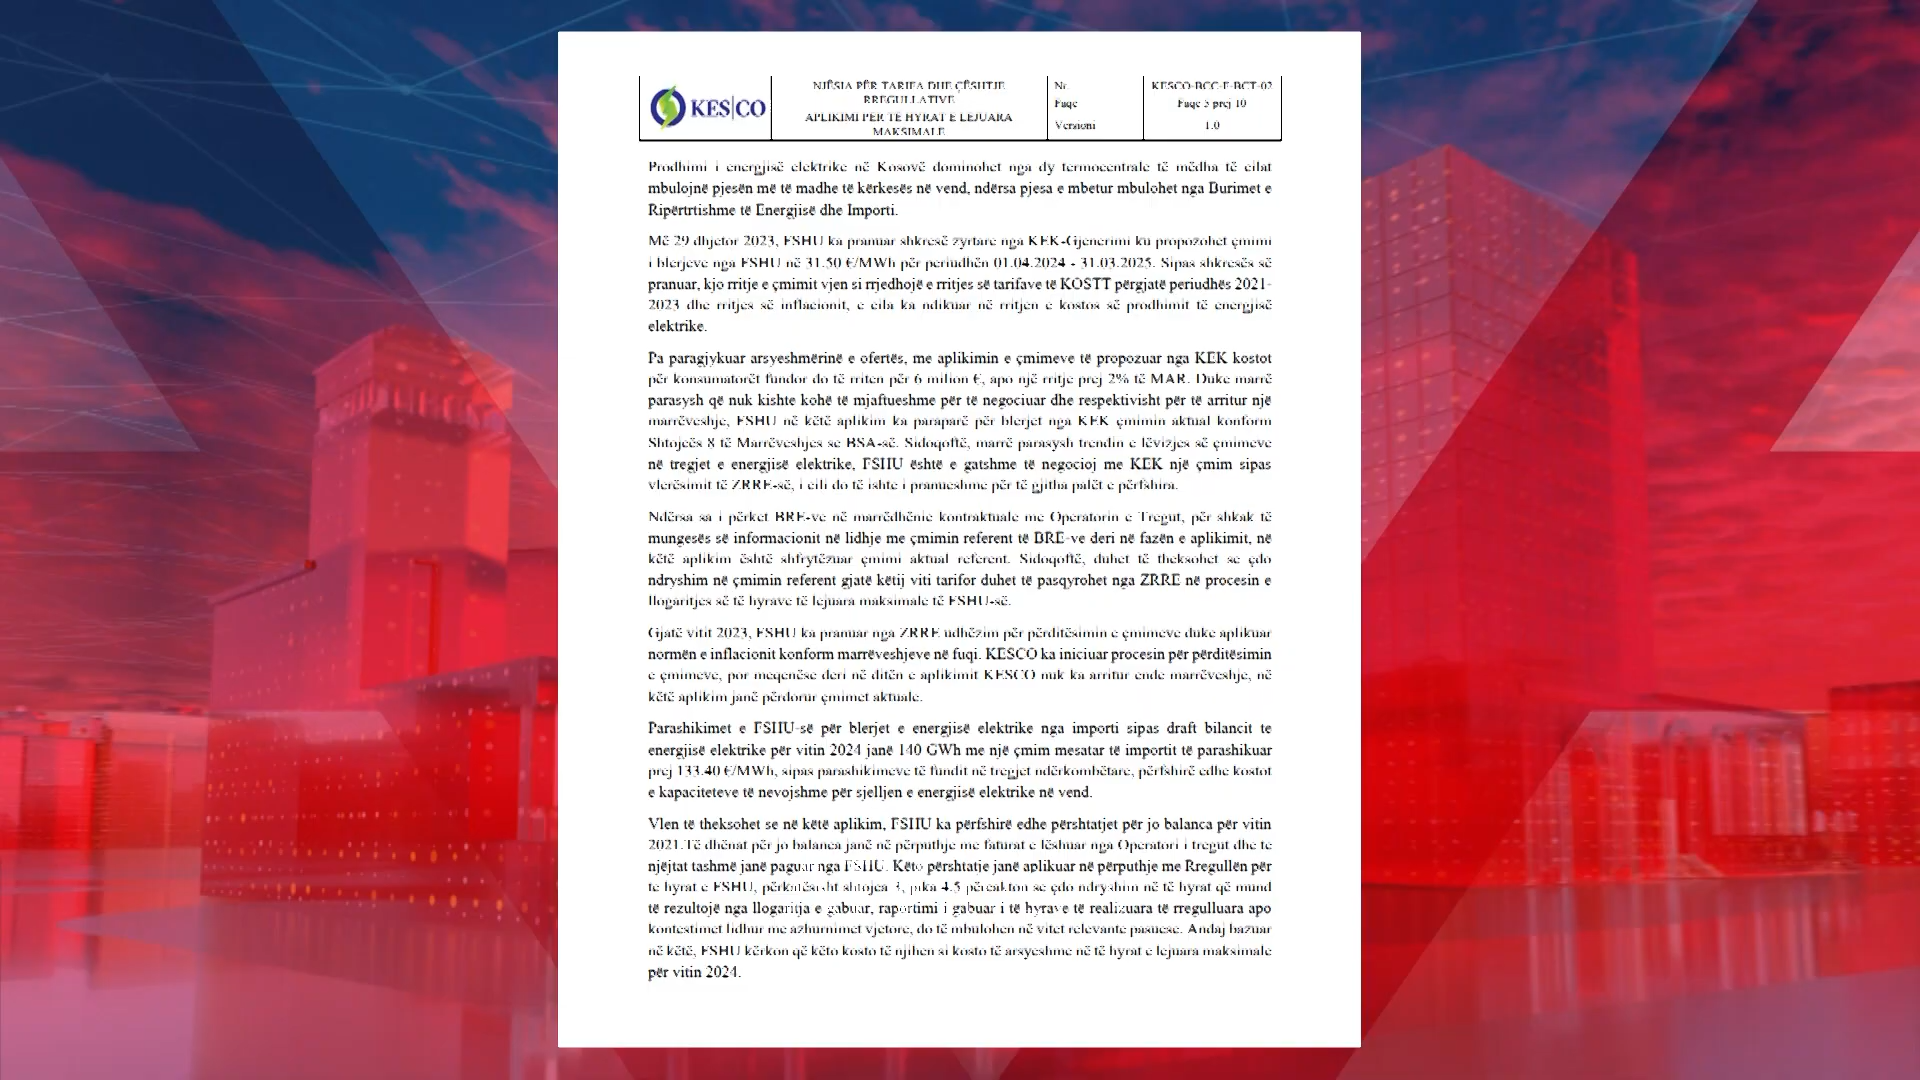 KES|CO
NJËSIA PËR TARIFA DHE ÇËSHTJE
RREGULLATIVE
APLIKIMI PËR TË HYRAT E LEJUARA
MAKSIMALE
Nr.
Faqe
Versioni
KESCO-BCC-F-BCT-02
Faqe 5 prej 10
1.0
Prodhimi i energjisë elektrike në Kosovë dominohet nga dy termocentrale të mëdha të cilat
mbulojnë pjesën më të madhe të kërkesës në vend, ndërsa pjesa e mbetur mbulohet nga Burimet e
Ripërtrtishme të Energjisë dhe Importi.
Më 29 dhjetor 2023, FSHU ka pranuar shkresë zyrtare nga KEK-Gjenerimi ku propozohet çmimi
i blerjeve nga FSHU në 31.50 €/MWh për periudhën 01.04.2024 - 31.03.2025. Sipas shkresës së
pranuar, kjo rritje e çmimit vjen si rrjedhojë e rritjes së tarifave të KOSTT përgjatë periudhës 2021-
2023 dhe rritjes së inflacionit, e cila ka ndikuar në rritjen e kostos së prodhimit të energjisë
elektrike.
Pa paragjykuar arsyeshmërinë e ofertës, me aplikimin e çmimeve të propozuar nga KEK kostot
për konsumatorët fundor do të rriten për 6 milion €, apo një rritje prej 2% të MAR. Duke marrë
parasysh që nuk kishte kohë të mjaftueshme për të negociuar dhe respektivisht për të arritur një
marrëveshje, FSHU në këtë aplikim ka paraparë për blerjet nga KEK çmimin aktual konform
Shtojcës 8 të Marrëveshjes se BSA-së. Sidoqoftë, marrë parasysh trendin e lëvizjes së çmimeve
në tregjet e energjisë elektrike, FSHU është e gatshme të negocioj me KEK një çmim sipas
vlerësimit të ZRRE-së, i cili do të ishte i pranueshme për të gjitha palët e përfshira.
Ndërsa sa i përket BRE-ve në marrëdhënie kontraktuale me Operatorin e Tregut, për shkak të
mungesës së informacionit në lidhje me çmimin referent të BRE-ve deri në fazën e aplikimit, në
këtë aplikim është shfrytëzuar çmimi aktual referent. Sidoqoftë, duhet të theksohet se çdo
ndryshim në çmimin referent gjatë këtij viti tarifor duhet të pasqyrohet nga ZRRE në procesin e
llogaritjes së të hyrave të lejuara maksimale të FSHU-së.
Gjatë vitit 2023, FSHU ka pranuar nga ZRRE udhëzim për përditësimin e çmimeve duke aplikuar
normën e inflacionit konform marrëveshjeve në fuqi. KESCO ka iniciuar procesin për përditësimin
e çmimeve, por meqenëse deri në ditën e aplikimit KESCO nuk ka arritur ende marrëveshje, në
këtë aplikim janë përdorur çmimet aktuale.
Parashikimet e FSHU-së për blerjet e energjisë elektrike nga importi sipas draft bilancit te
energjisë elektrike për vitin 2024 janë 140 GWh me një çmim mesatar të importit të parashikuar
prej 133.40 €/MWh, sipas parashikimeve të fundit në tregjet ndërkombëtare, përfshirë edhe kostot
e kapaciteteve të nevojshme për sjelljen e energjisë elektrike në vend.
Vlen të theksohet se në këtë aplikim, FSHU ka përfshirë edhe përshtatjet për jo balanca për vitin
2021.Të dhënat për jo balanca janë në përputhje me faturat e lëshuar nga Operatori i tregut dhe te
njëjtat tashmë janë paguar nga FSHU. Këto përshtatje janë aplikuar në përputhje me Rregullën për
te hyrat e FSHU, përkatësisht shtojca 3, pika 4.5 përcakton se çdo ndryshim në të hyrat që mund
të rezultojë nga llogaritja e gabuar, raportimi i gabuar i të hyrave të realizuara të rregulluara apo
kontestimet lidhur me azhurnimet vjetore, do të mbulohen në vitet relevante pasuese. Andaj bazuar
në këtë, FSHU kërkon që këto kosto të njihen si kosto të arsyeshme në të hyrat e lejuara maksimale
për vitin 2024.